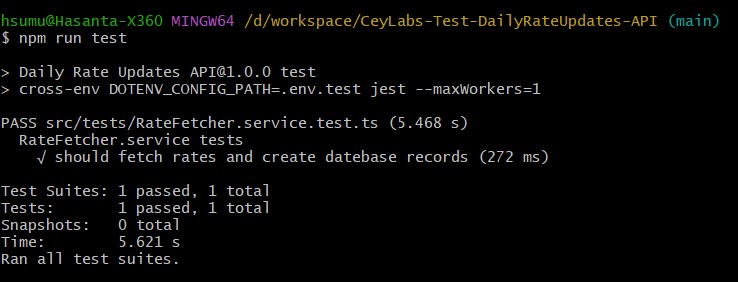 hsumu@Hasanta-X360 MINGW64 /d/workspace/CeyLabs-Test-DailyRateUpdates-API (main)
$ npm run test
> Daily Rate Updates API@1.0.0 test
> cross-env DOTENV_CONFIG_PATH=.env.test jest --maxWorkers=1
PASS src/tests/RateFetcher.service.test.ts (5.468 s)
RateFetcher.service tests
√ should fetch rates and create datebase records (272 ms)
Test Suites: 1 passed, 1 total
Tests: 1 passed, 1 total
Snapshots: 0 total
Time: 5.621 s
Ran all test suites.